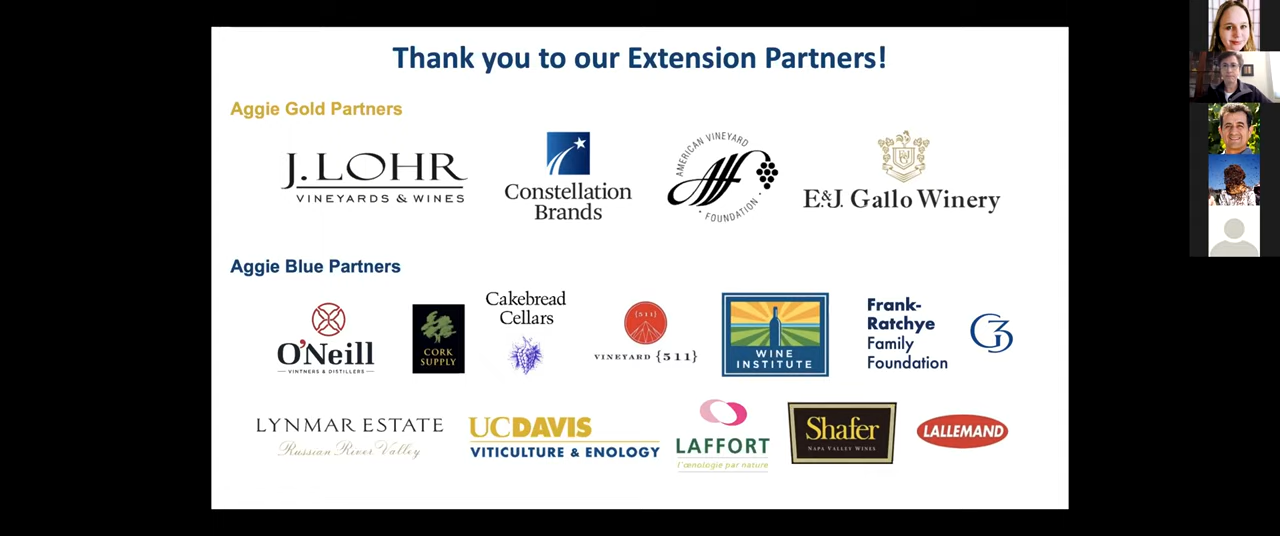 Thank you to our Extension Partners!
Aggie Gold Partners
J. LOHR
VINEYARDS & WINES
Constellation
Brands
AMERICAN VINEYARD
AVF
• FOUNDATION •
E&J. Gallo Winery
Aggie Blue Partners
O'Neill
VINTNERS & DISTILLERS
CORK
SUPPLY
Cakebread
Cellars
{511}
VINEYARD {511}
WINE
INSTITUTE
Frank-
Ratchye
Family
Foundation
G3
LYNMAR ESTATE
Russian River Valley
UCDAVIS
VITICULTURE & ENOLOGY
LAFFORT
l'œnologie par nature
Shafer
NAPA VALLEY WINES
LALLEMAND